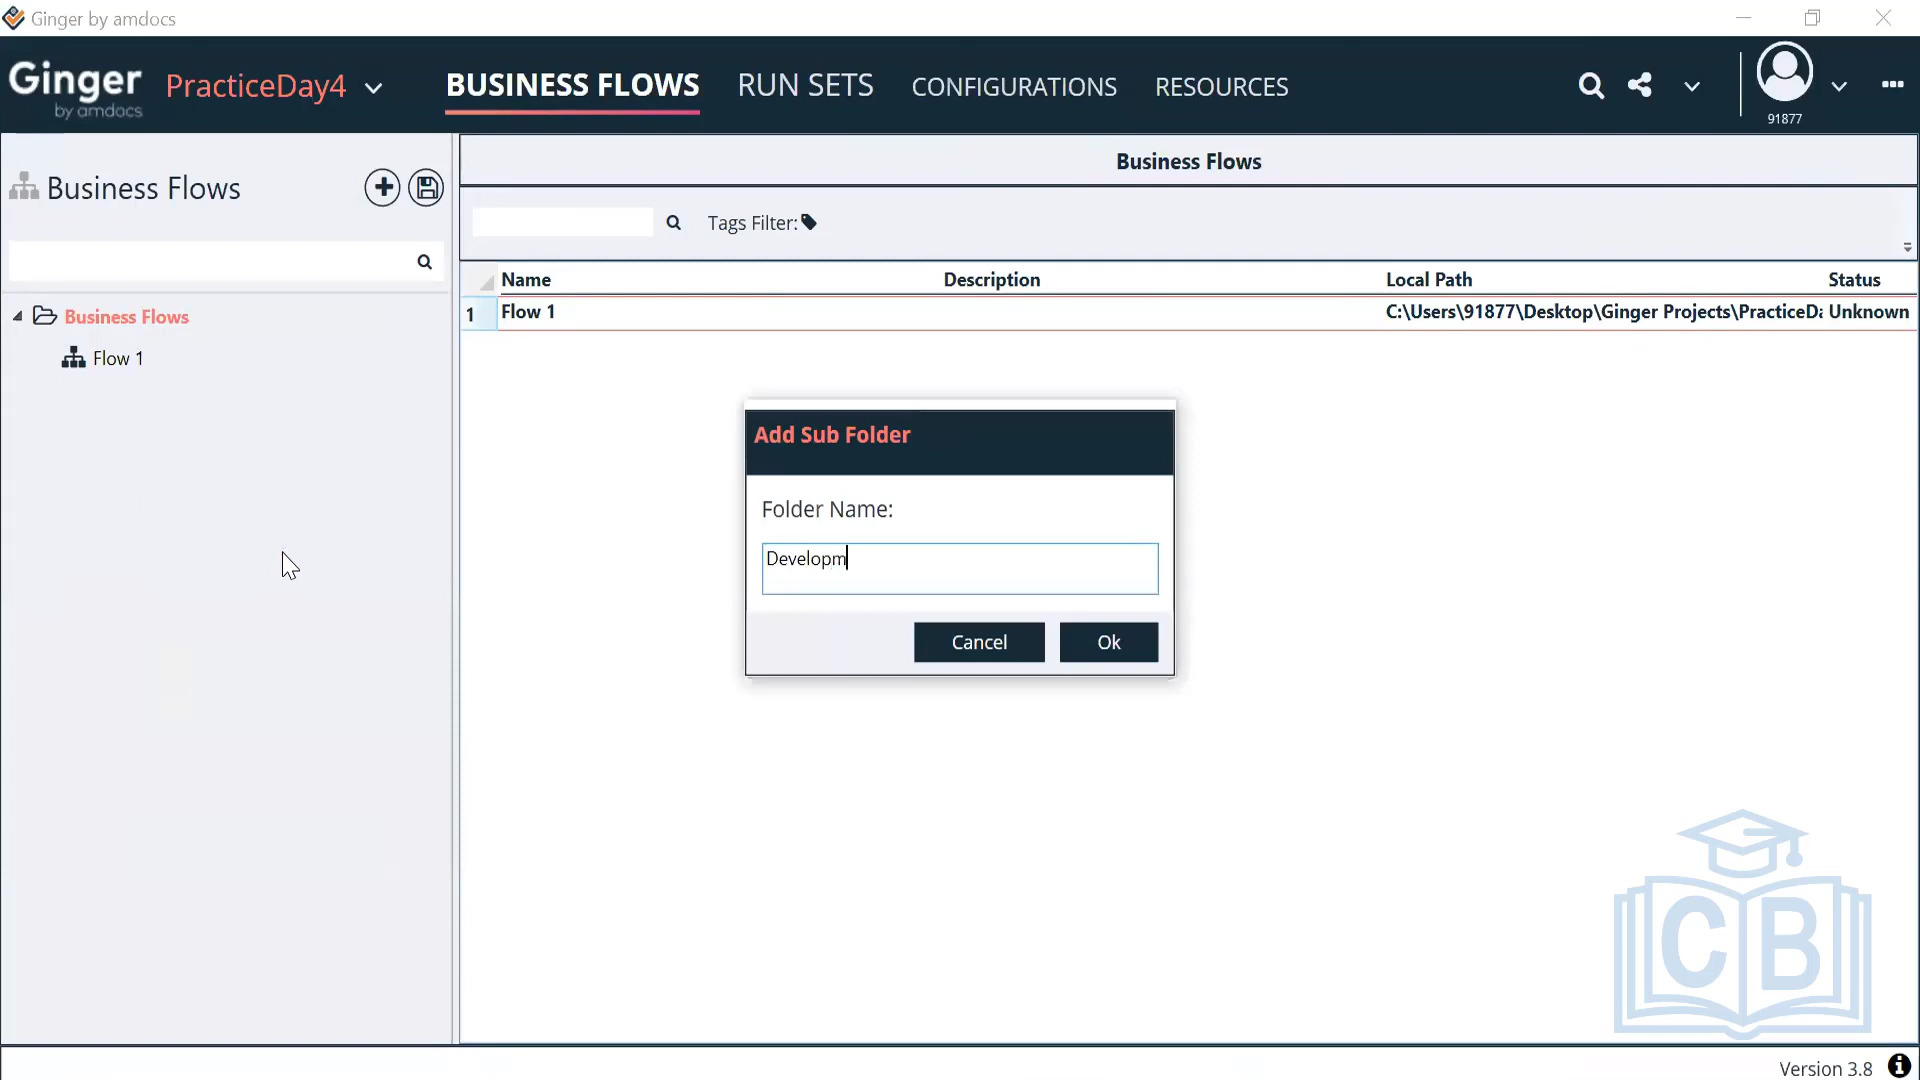 Ginger by amdocs
Ginger by amdocs PracticeDay4 BUSINESS FLOWS RUN SETS CONFIGURATIONS RESOURCES 91877
Business Flows
Business Flows
Flow 1
Business Flows
Tags Filter:
Name Description Local Path Status
1 Flow 1 C:\Users\91877\Desktop\Ginger Projects\PracticeDa Unknown
Add Sub Folder
Folder Name:
Developm
Cancel Ok
CB
Version 3.8